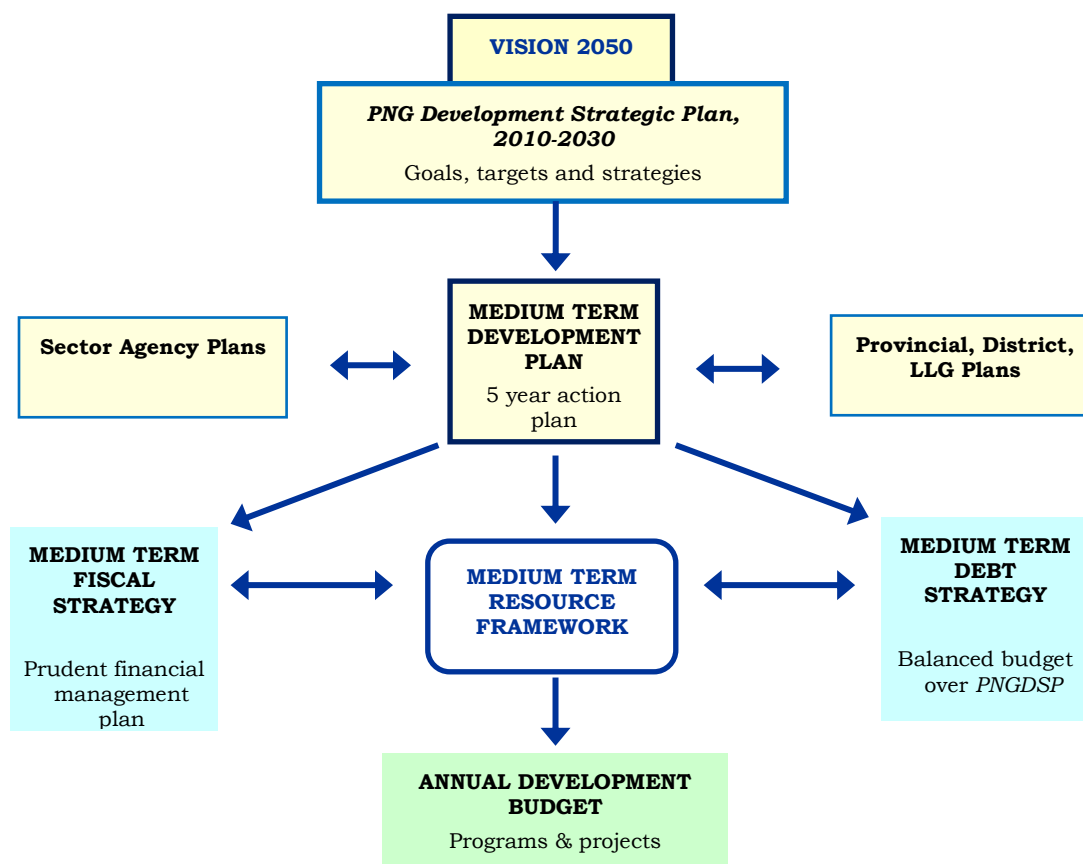 VISION 2050
PNG Development Strategic Plan,
2010-2030
Goals, targets and strategies
MEDIUM TERM
DEVELOPMENT
PLAN
5 year action
plan
Sector Agency Plans
Provincial, District,
LLG Plans
MEDIUM TERM
FISCAL
STRATEGY
Prudent financial
management
plan
MEDIUM TERM
RESOURCE
FRAMEWORK
MEDIUM TERM
DEBT
STRATEGY
Balanced budget
over PNGDSP
ANNUAL DEVELOPMENT
BUDGET
Programs & projects